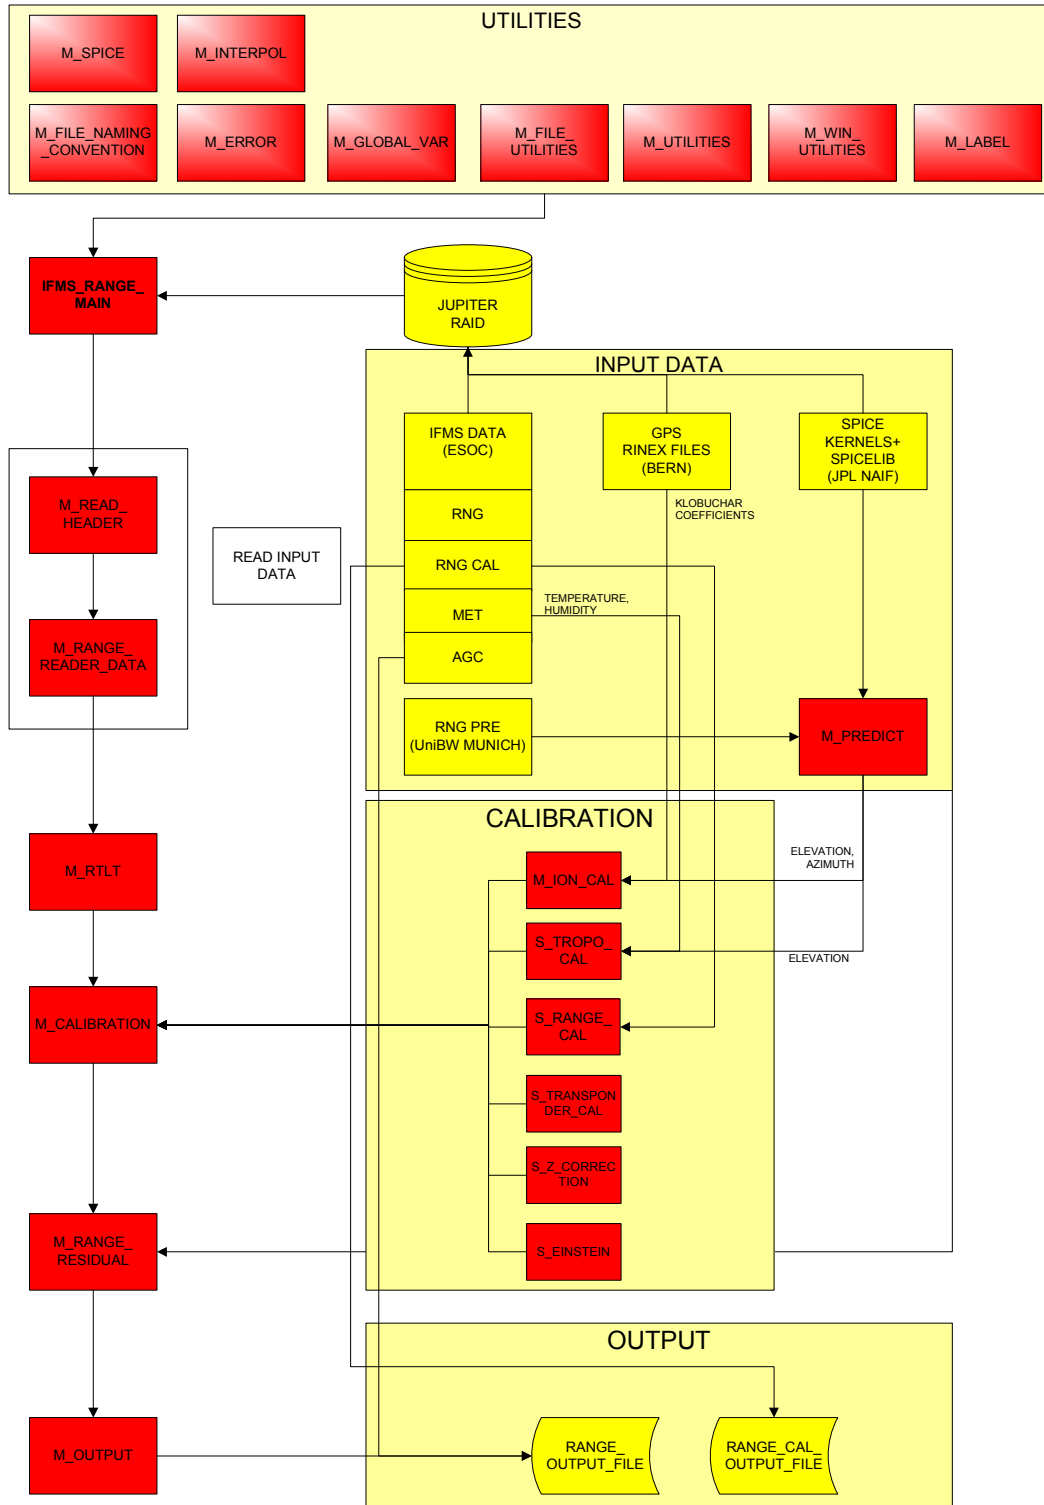 UTILITIES
M_SPICE
M_INTERPOL
M_FILE_NAMING
_CONVENTION
M_ERROR
M_GLOBAL_VAR
M_FILE_
UTILITIES
M_UTILITIES
M_WIN_
UTILITIES
M_LABEL
IFMS_RANGE_
MAIN
JUPITER
RAID
INPUT DATA
IFMS DATA
(ESOC)
GPS
RINEX FILES
(BERN)
SPICE
KERNELS+
SPICELIB
(JPL NAIF)
M_READ_
HEADER
RNG
KLOBUCHAR
COEFFICIENTS
READ INPUT
DATA
RNG CAL
TEMPERATURE,
HUMIDITY
MET
M_RANGE_
READER_DATA
AGC
RNG PRE
(UniBW MUNICH)
M_PREDICT
CALIBRATION
M_RTLT
ELEVATION,
AZIMUTH
M_ION_CAL
S_TROPO_
CAL
ELEVATION
M_CALIBRATION
S_RANGE_
CAL
S_TRANSPON
DER_CAL
S_Z_CORREC
TION
M_RANGE_
RESIDUAL
S_EINSTEIN
OUTPUT
M_OUTPUT
RANGE_
OUTPUT_FILE
RANGE_CAL_
OUTPUT_FILE